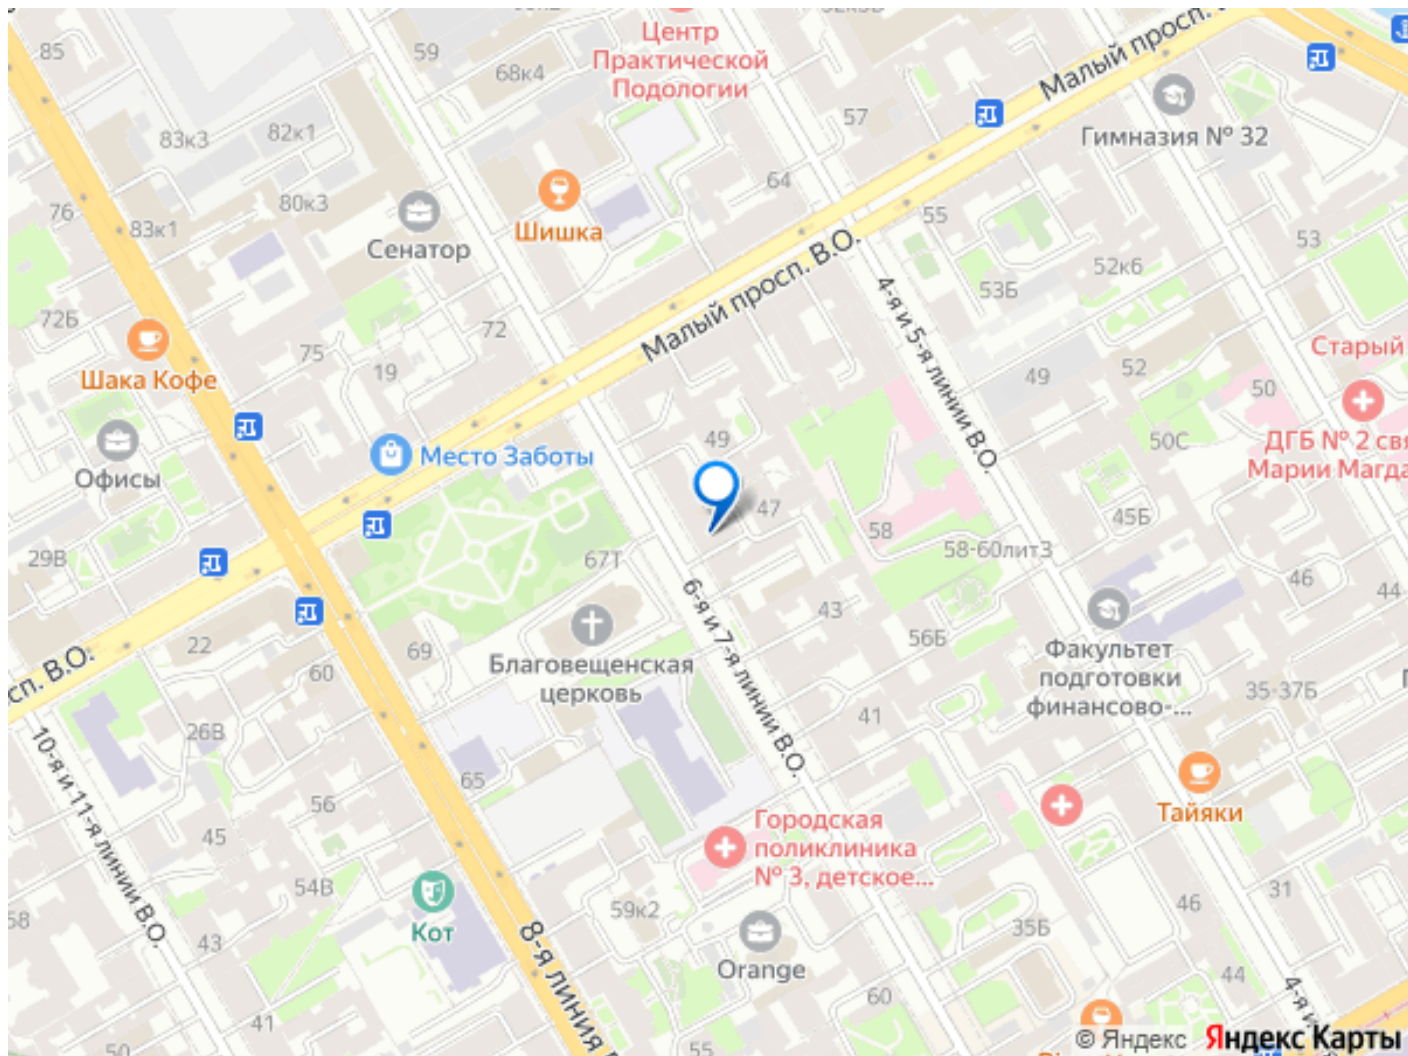 85
59
68к4
Центр
Практической
Подологии
57
Малый просп.
Гимназия № 32
83к3
82к1
64
76
83к1
80к3
Сенатор
Шишка
55
53
52к6
53Б
Малый просп. В.О.
4-я и 5-я линии В.О.
72Б
75
19
72
Шака Кофе
Старый
49
52
50
49
50С
ДГБ № 2 свя
Марии Магда
Офисы
Место Заботы
47
45Б
58
58-60литЗ
29В
67Т
46
44
6-я и 7-я линии В.О.
43
56Б
22
60
69
Благовещенская
церковь
Факультет
подготовки
финансово-...
35-37Б
сп. В.О.
26В
41
10-я и 11-я линии В.О.
65
56
45
Тайяки
Городская
поликлиника
№ 3, детское...
54В
58
59к2
46
31
Кот
43
35Б
8-я линия
Orange
44
60
4-я и
41
50
55
© Яндекс Яндекс Карты